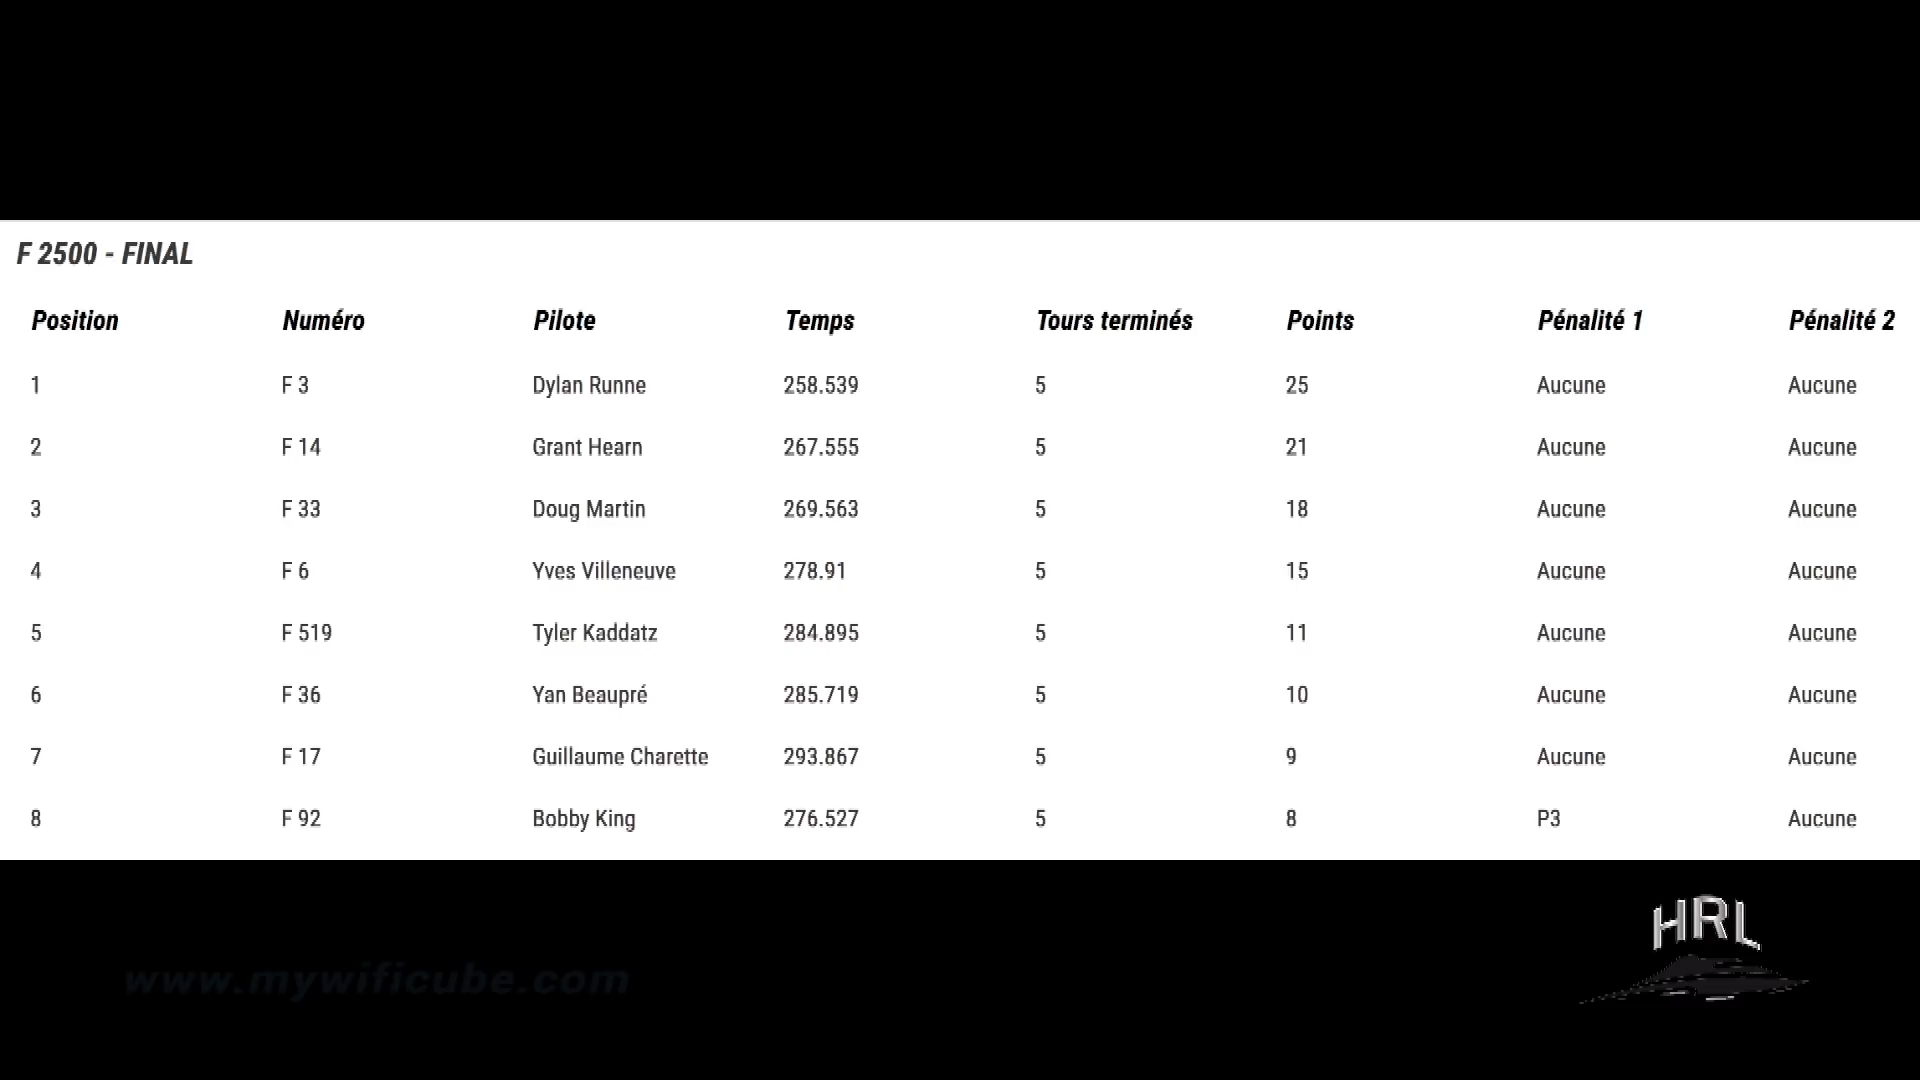 F 2500 - FINAL
Position Numéro Pilote Temps Tours terminés Points Pénalité 1 Pénalité 2
1 F 3 Dylan Runne 258.539 5 25 Aucune Aucune
2 F 14 Grant Hearn 267.555 5 21 Aucune Aucune
3 F 33 Doug Martin 269.563 5 18 Aucune Aucune
4 F 6 Yves Villeneuve 278.91 5 15 Aucune Aucune
5 F 519 Tyler Kaddatz 284.895 5 11 Aucune Aucune
6 F 36 Yan Beaupré 285.719 5 10 Aucune Aucune
7 F 17 Guillaume Charette 293.867 5 9 Aucune Aucune
8 F 92 Bobby King 276.527 5 8 P3 Aucune
HRL
www.mywificube.com